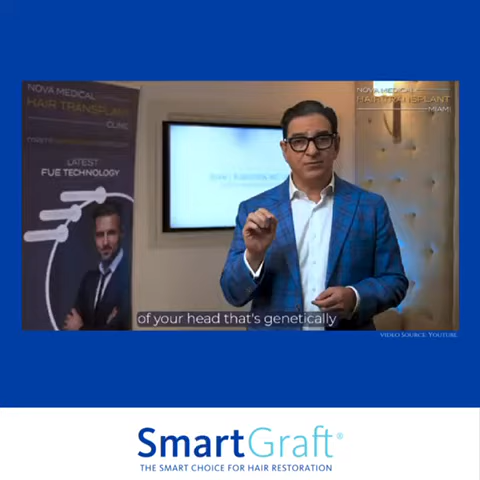 NOVA MEDICAL
HAIR TRANSPLANT
CLINIC
LATEST
FUE TECHNOLOGY
NOVA MEDICAL
HAIR TRANSPLANT
MIAMI
of your head that's genetically
VIDEO SOURCE: YOUTUBE
SmartGraft®
THE SMART CHOICE FOR HAIR RESTORATION